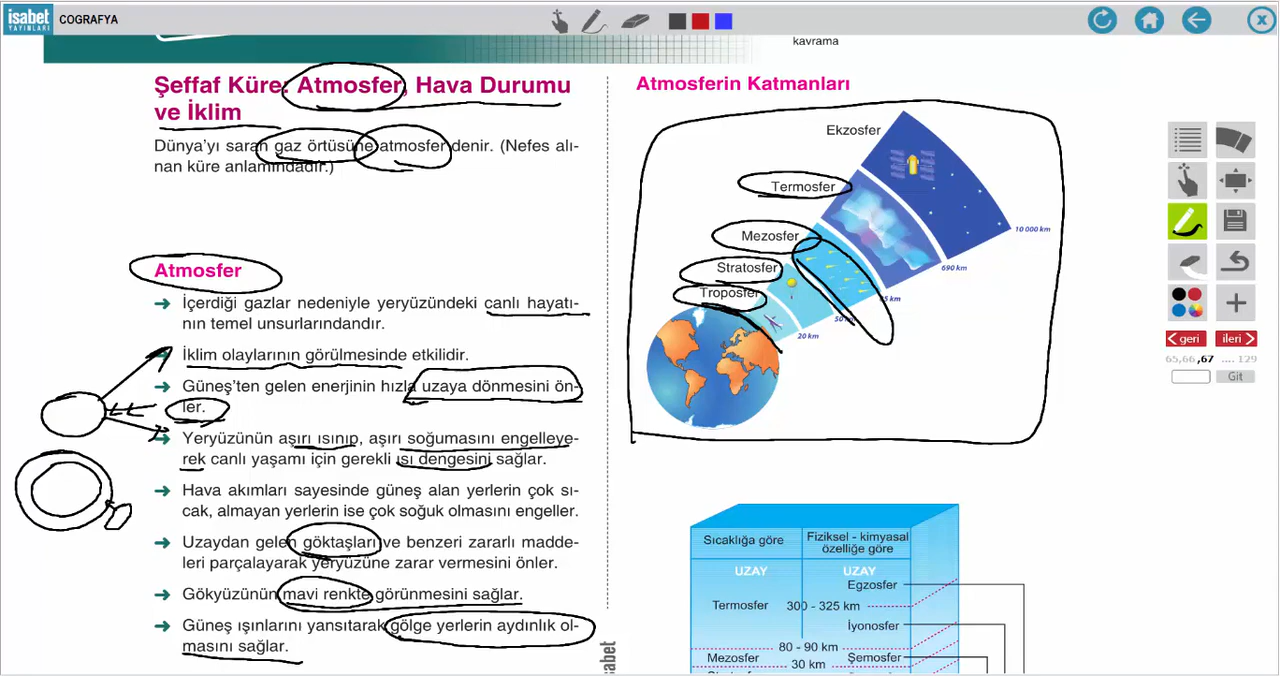 isabet
YAYINLARI
COGRAFYA
kavrama
Şeffaf Küre: Atmosfer, Hava Durumu
ve İklim
Dünya'yı saran gaz örtüsüne atmosfer denir. (Nefes alı-
nan küre anlamındadır.)
Atmosfer
İçerdiği gazlar nedeniyle yeryüzündeki canlı hayatı-
nın temel unsurlarındandır.
İklim olaylarının görülmesinde etkilidir.
Güneş'ten gelen enerjinin hızla uzaya dönmesini ön-
ler.
Yeryüzünün aşırı ısınıp, aşırı soğumasını engelleye-
rek canlı yaşamı için gerekli ısı dengesini sağlar.
Hava akımları sayesinde güneş alan yerlerin çok sı-
cak, almayan yerlerin ise çok soğuk olmasını engeller.
Uzaydan gelen göktaşları ve benzeri zararlı madde-
leri parçalayarak yeryüzüne zarar vermesini önler.
Gökyüzünün mavi renkte görünmesini sağlar.
Güneş ışınlarını yansıtarak gölge yerlerin aydınlık ol-
masını sağlar.
isabet
Atmosferin Katmanları
Ekzosfer
Termosfer
Mezosfer
Stratosfer
Troposfer
10 000 km
690 km
20 km
Sıcaklığa göre
Fiziksel - kimyasal
özelliğe göre
UZAY
UZAY
Egzosfer
Termosfer
300 - 325 km
İyonosfer
80 - 90 km
Mezosfer
Şemosfer
30 km
geri
ileri
65,66,67 .... 129
Git